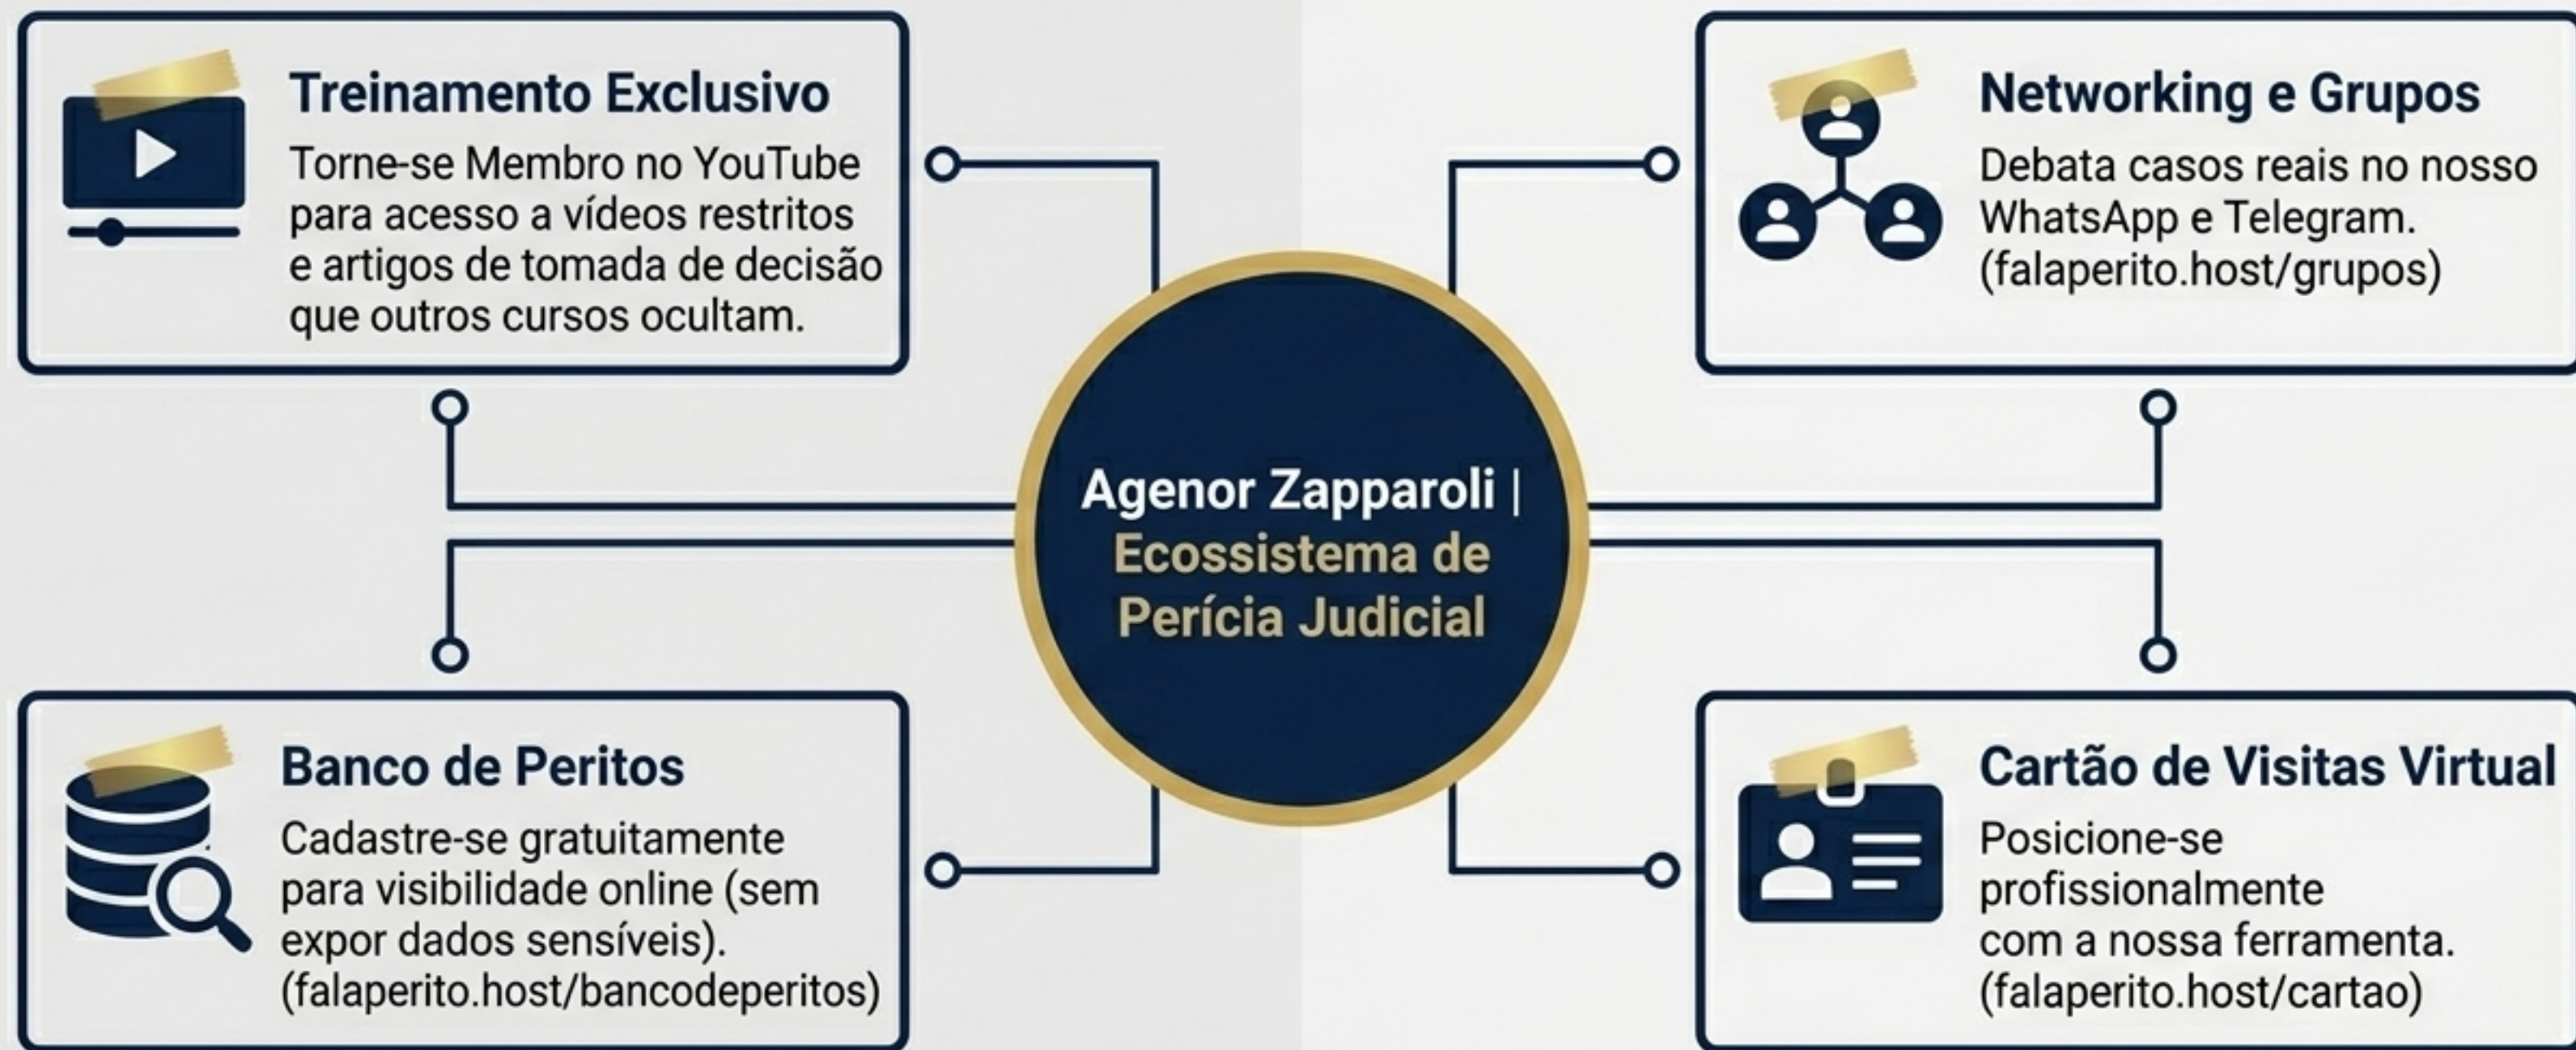 Treinamento Exclusivo
Torne-se Membro no YouTube
para acesso a vídeos restritos
e artigos de tomada de decisão
que outros cursos ocultam.
Networking e Grupos
Debata casos reais no nosso
WhatsApp e Telegram.
(falaperito.host/grupos)
Agenor Zapparoli |
Ecossistema de
Perícia Judicial
Banco de Peritos
Cadastre-se gratuitamente
para visibilidade online (sem
expor dados sensíveis).
(falaperito.host/bancodeperitos)
Cartão de Visitas Virtual
Posicione-se
profissionalmente
com a nossa ferramenta.
(falaperito.host/cartao)